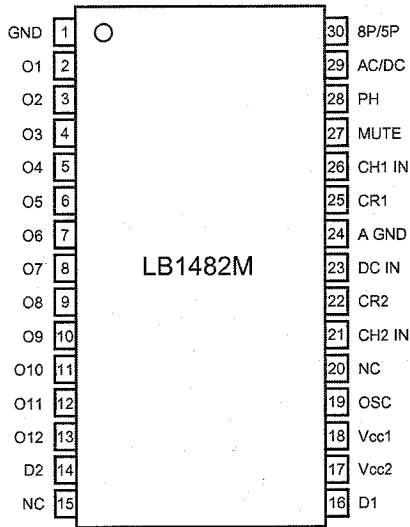 GND 1 30 8P/5P
O1 2 29 AC/DC
O2 3 28 PH
O3 4 27 MUTE
O4 5 26 CH1 IN
O5 6 25 CR1
O6 7 24 A GND
O7 8 LB1482M 23 DC IN
O8 9 22 CR2
O9 10 21 CH2 IN
O10 11 20 NC
O11 12 19 OSC
O12 13 18 Vcc1
D2 14 17 Vcc2
NC 15 16 D1